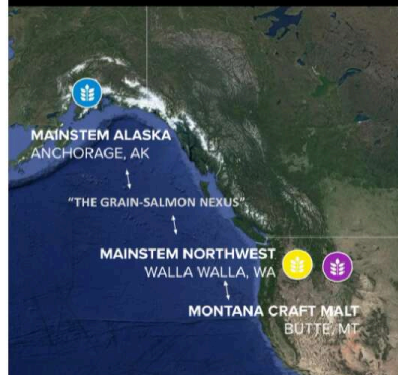 MAINSTEM ALASKA
ANCHORAGE, AK
"THE GRAIN-SALMON NEXUS"
MAINSTEM NORTHWEST
WALLA WALLA, WA
MONTANA CRAFT MALT
BUTTE, MT